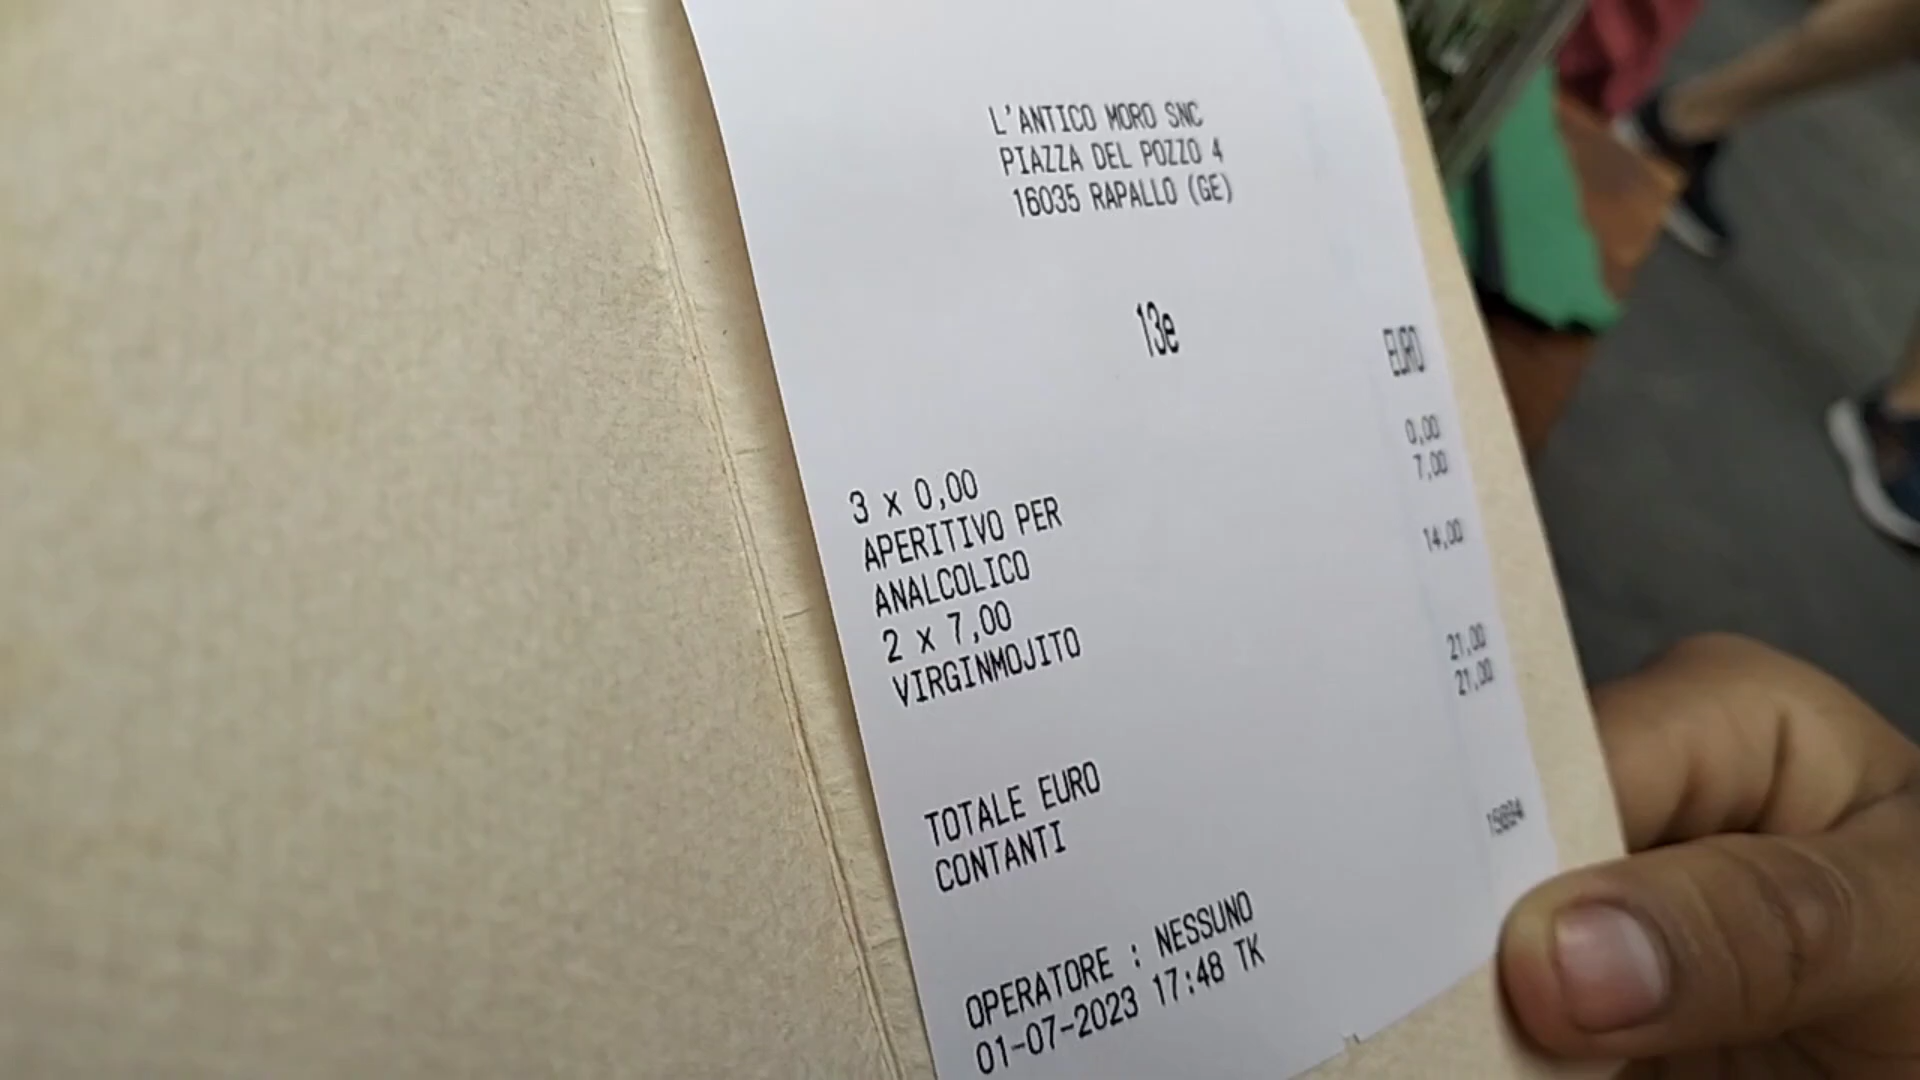 L'ANTICO MORO SNC
PIAZZA DEL POZZO 4
16035 RAPALLO (GE)
13e
EURO
3 x 0,00
APERITIVO PER 0,00
ANALCOLICO 7,00
2 x 7,00
VIRGINMOJITO 14,00
TOTALE EURO 21,00
CONTANTI 21,00
OPERATORE : NESSUNO
01-07-2023 17:48 TK